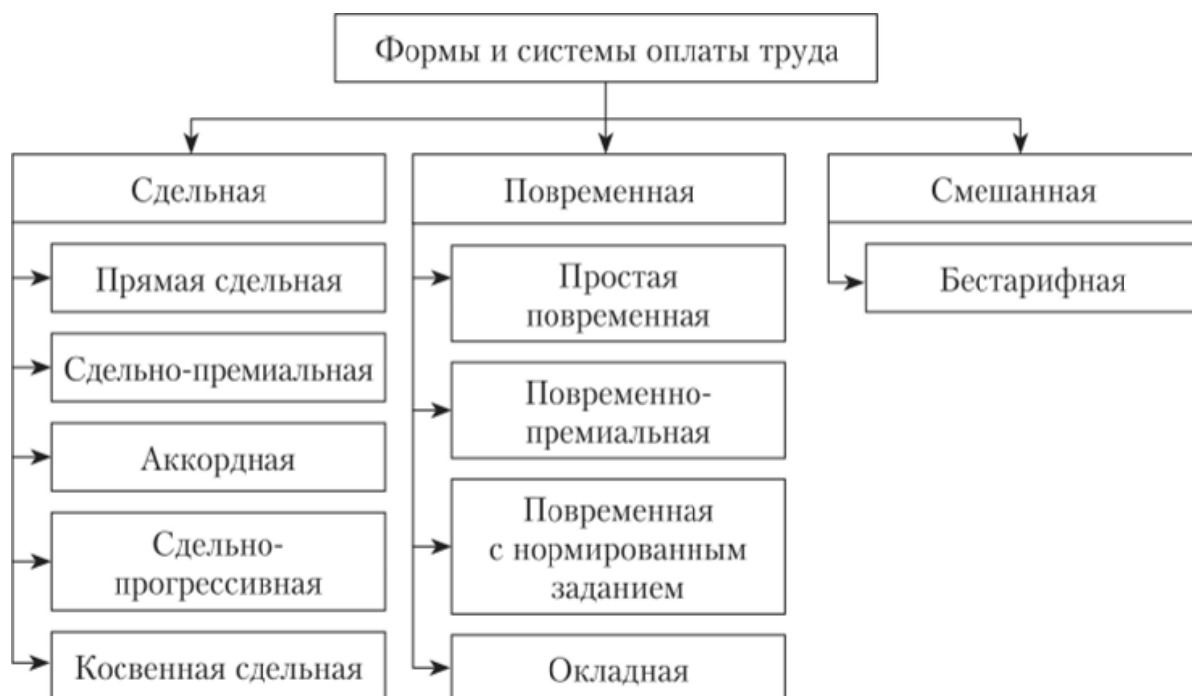 Формы и системы оплаты труда
Сдельная
Прямая сдельная
Сдельно-премиальная
Аккордная
Сдельно-
прогрессивная
Косвенная сдельная
Повременная
Простая
повременная
Повременно-
премиальная
Повременная
с нормированным
заданием
Окладная
Смешанная
Бестарифная